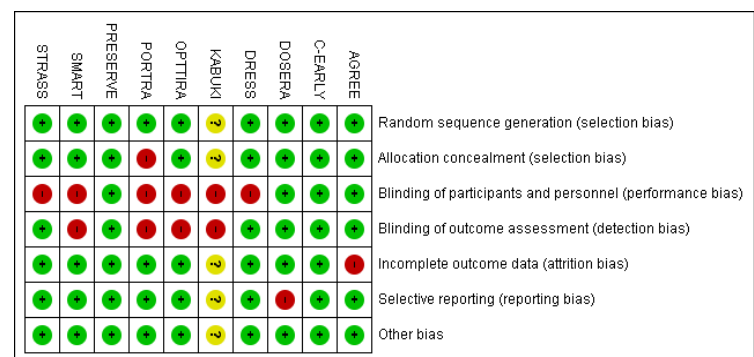 STRASS
SMART
PRESERVE
PORTRA
OPTTIRA
KABUKI
DRESS
DOSERA
C-EARLY
AGREE
+ + + + + ? + + + + Random sequence generation (selection bias)
+ + + - + ? + + + + Allocation concealment (selection bias)
- - + - - - - + + + Blinding of participants and personnel (performance bias)
+ - + - - - + + + + Blinding of outcome assessment (detection bias)
+ + + + + ? + + + - Incomplete outcome data (attrition bias)
+ + + + + ? + - + + Selective reporting (reporting bias)
+ + + + + ? + + + + Other bias